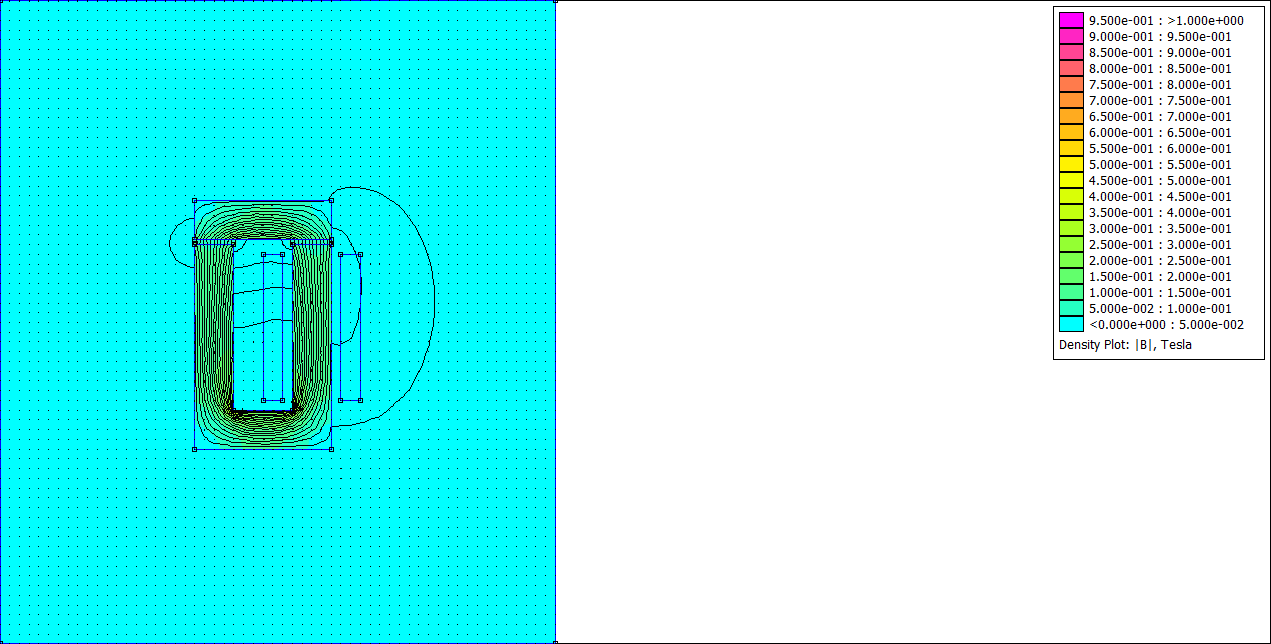 9.500e-001 : >1.000e+000
9.000e-001 : 9.500e-001
8.500e-001 : 9.000e-001
8.000e-001 : 8.500e-001
7.500e-001 : 8.000e-001
7.000e-001 : 7.500e-001
6.500e-001 : 7.000e-001
6.000e-001 : 6.500e-001
5.500e-001 : 6.000e-001
5.000e-001 : 5.500e-001
4.500e-001 : 5.000e-001
4.000e-001 : 4.500e-001
3.500e-001 : 4.000e-001
3.000e-001 : 3.500e-001
2.500e-001 : 3.000e-001
2.000e-001 : 2.500e-001
1.500e-001 : 2.000e-001
1.000e-001 : 1.500e-001
5.000e-002 : 1.000e-001
<0.000e+000 : 5.000e-002
Density Plot: |B|, Tesla